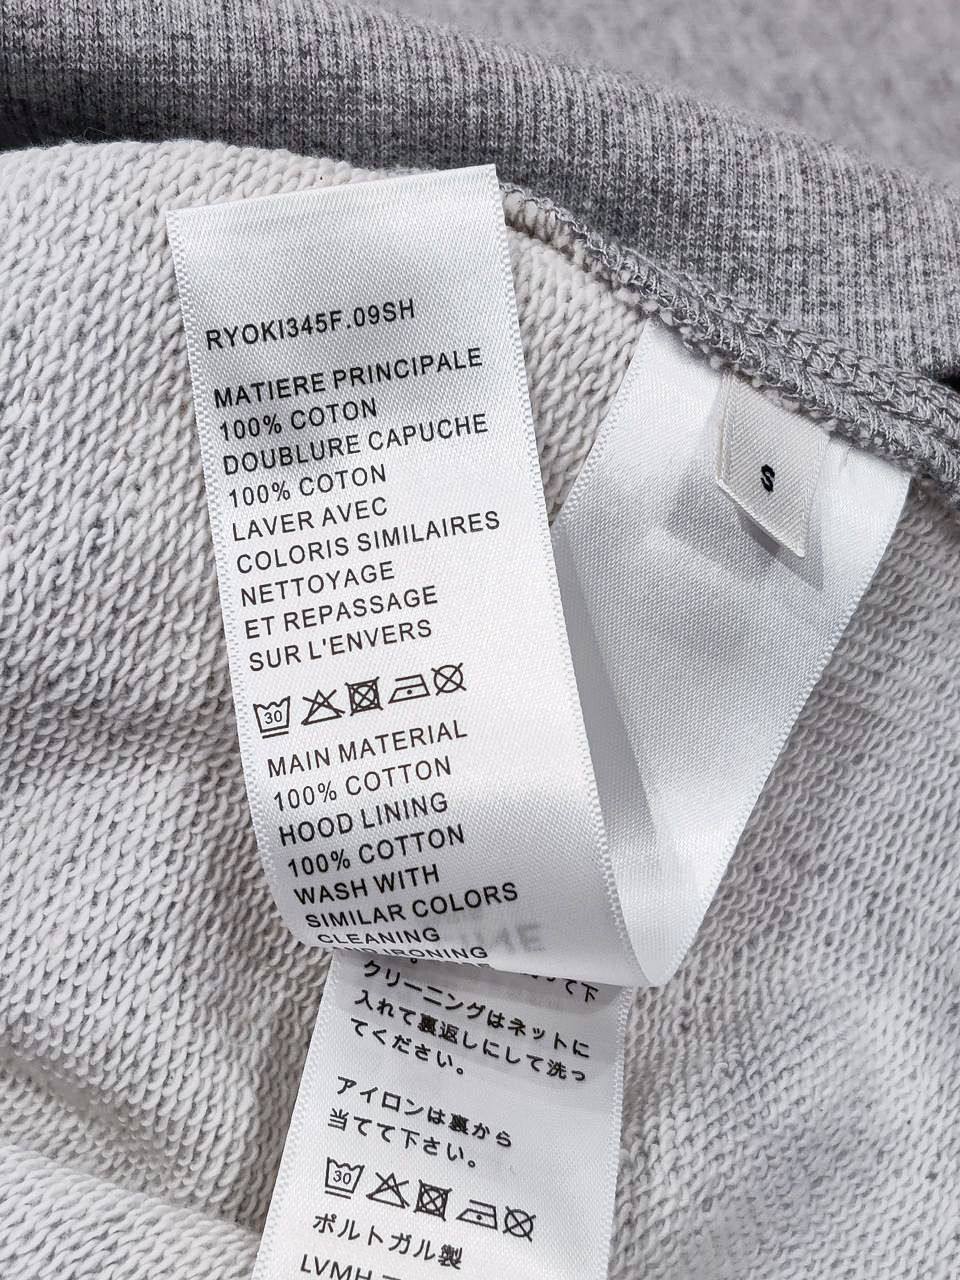 RYOKI345F.09SH
MATIERE PRINCIPALE
100% COTON
DOUBLURE CAPUCHE
100% COTON
LAVER AVEC
COLORIS SIMILAIRES
NETTOYAGE
ET REPASSAGE
SUR L'ENVERS
30
MAIN MATERIAL
100% COTTON
HOOD LINING
100% COTTON
WASH WITH
SIMILAR COLORS
CLEANING
AND IRONING
S
て下
クリーニングはネットに
入れて裏返しにして洗っ
てください。
アイロンは裏から
当てて下さい。
30
ポルトガル製
LVMH